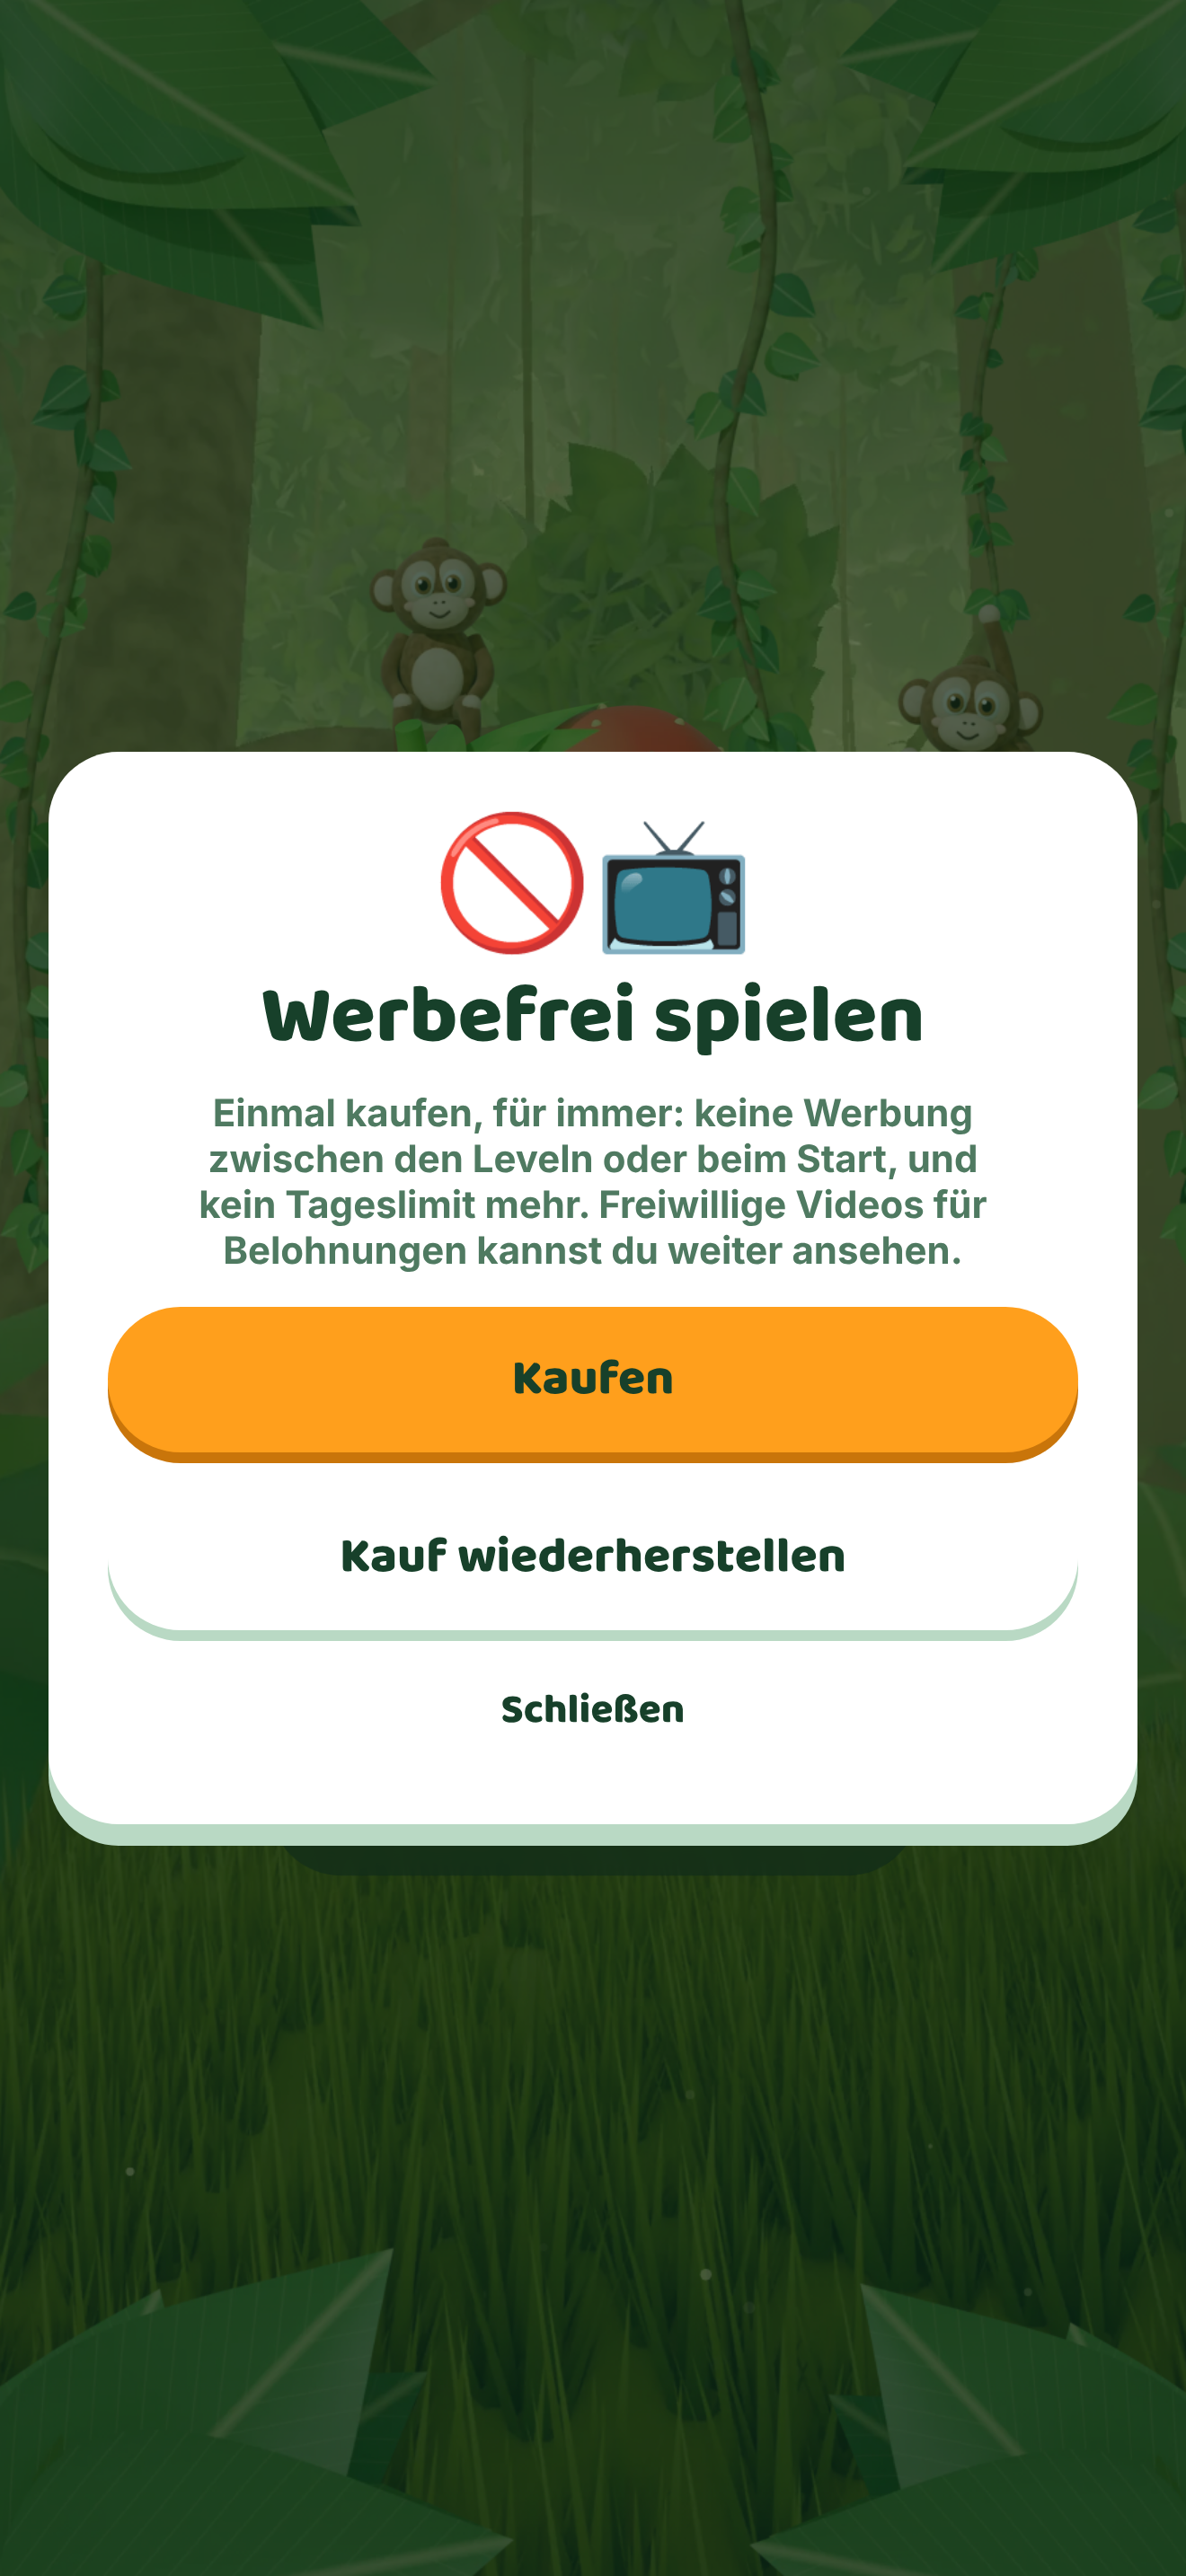 Werbefrei spielen
Einmal kaufen, für immer: keine Werbung
zwischen den Leveln oder beim Start, und
kein Tageslimit mehr. Freiwillige Videos für
Belohnungen kannst du weiter ansehen.
Kaufen
Kauf wiederherstellen
Schließen